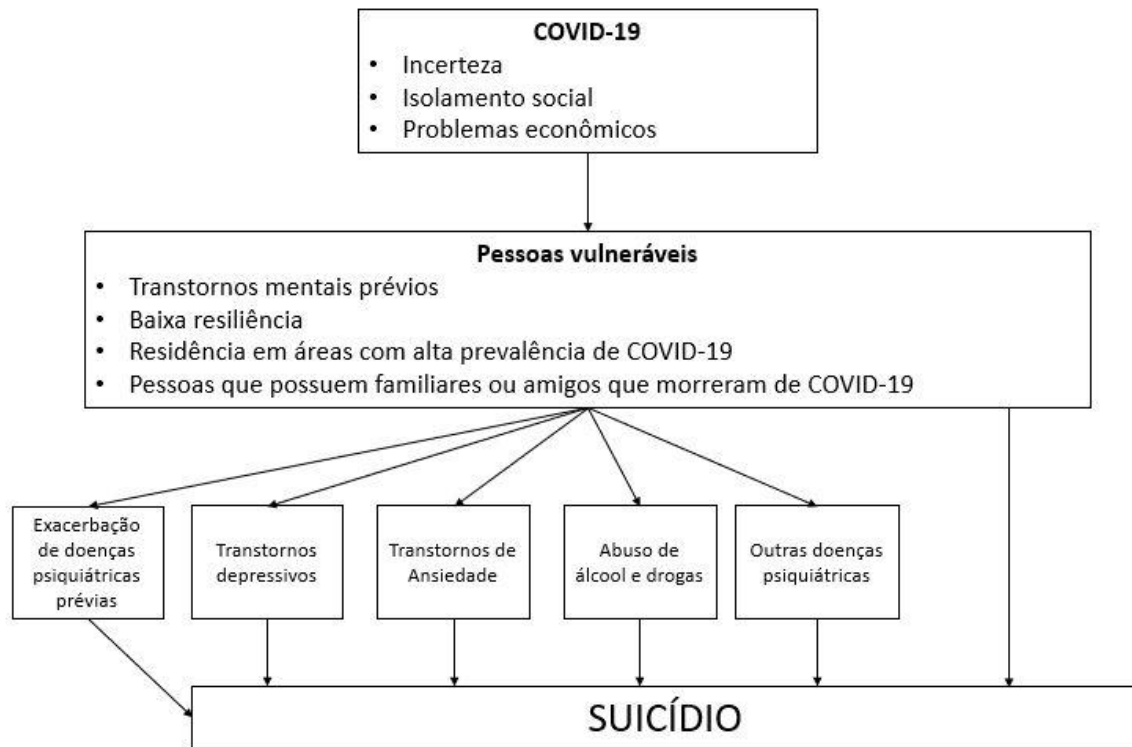 COVID-19
• Incerteza
• Isolamento social
• Problemas econômicos
Pessoas vulneráveis
• Transtornos mentais prévios
• Baixa resiliência
• Residência em áreas com alta prevalência de COVID-19
• Pessoas que possuem familiares ou amigos que morreram de COVID-19
Exacerbação
de doenças
psiquiátricas
prévias
Transtornos
depressivos
Transtornos de
Ansiedade
Abuso de
álcool e drogas
Outras doenças
psiquiátricas
SUICÍDIO